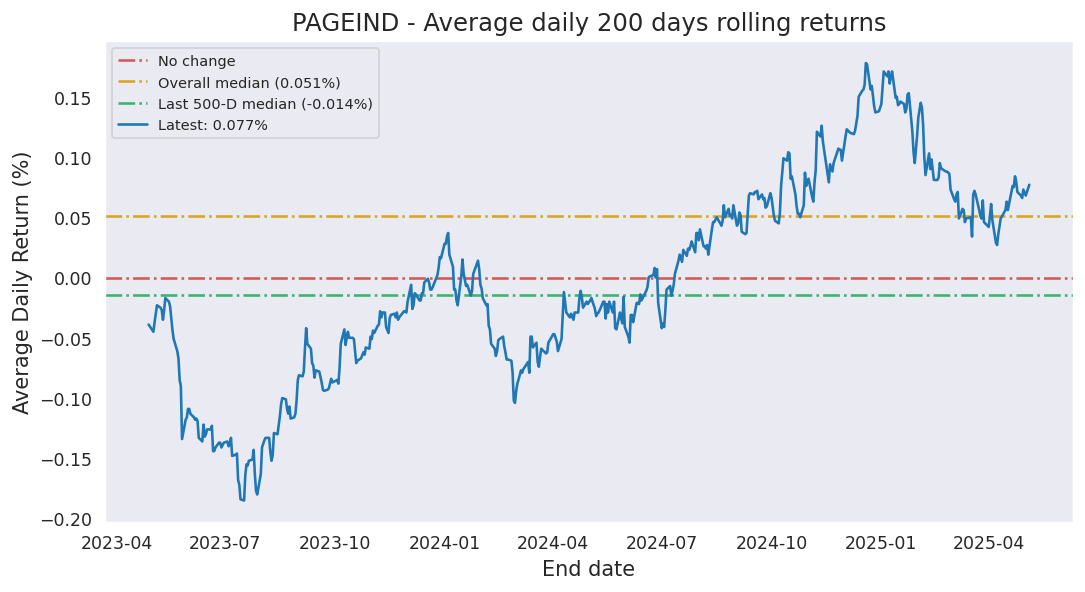 PAGEIND - Average daily 200 days rolling returns
No change
Overall median (0.051%)
Last 500-D median (-0.014%)
Latest: 0.077%
Average Daily Return (%)
0.15
0.10
0.05
0.00
−0.05
−0.10
−0.15
−0.20
2023-04 2023-07 2023-10 2024-01 2024-04 2024-07 2024-10 2025-01 2025-04
End date